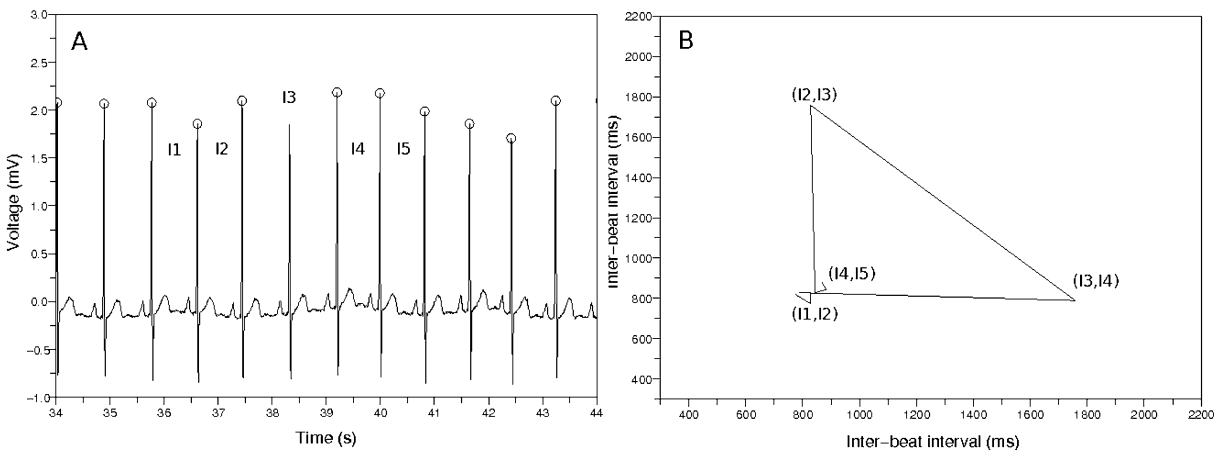 A
3.0
2.5
2.0
1.5
1.0
0.5
0.0
−0.5
−1.0
Voltage (mV)
I3
I1 I2 I4 I5
34 35 36 37 38 39 40 41 42 43 44
Time (s)
B
2200
2000
1800
1600
1400
1200
1000
800
600
400
Inter−beat interval (ms)
(I2,I3)
(I4,I5)
(I3,I4)
(I1,I2)
400 600 800 1000 1200 1400 1600 1800 2000 2200
Inter−beat interval (ms)